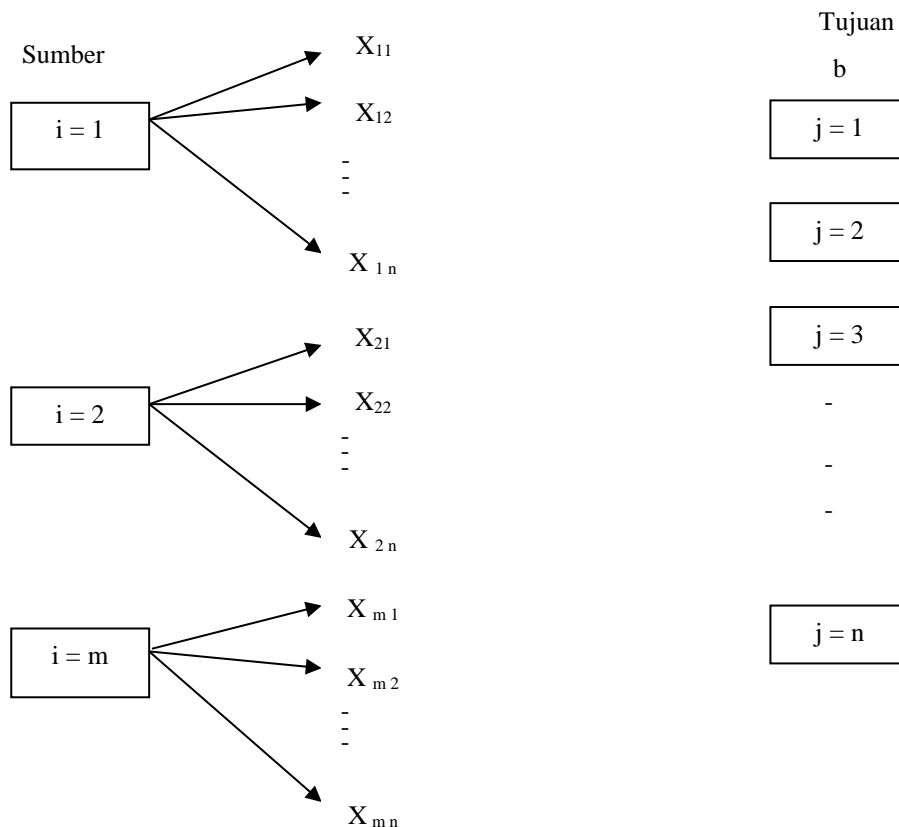 Sumber
i = 1
i = 2
i = m
X11
X12
-
-
-
X 1 n
X21
X22
-
-
-
X 2 n
X m 1
X m 2
-
-
-
X m n
Tujuan
b
j = 1
j = 2
j = 3
-
-
-
j = n